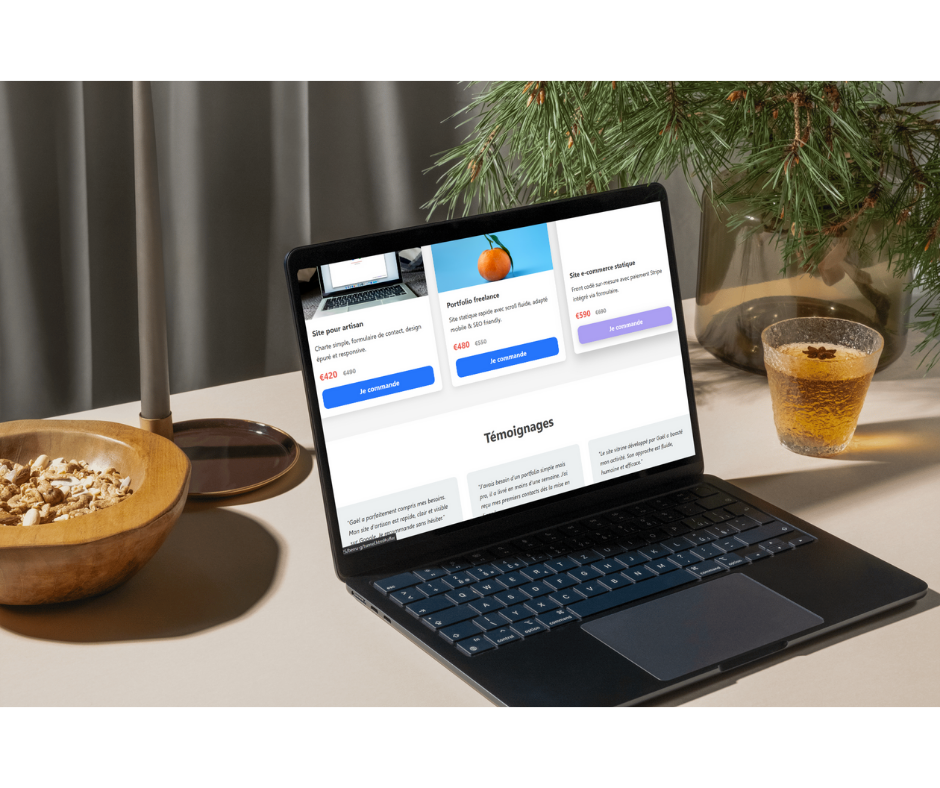 Site pour artisan
Charte simple, formulaire de contact, design
épuré et responsive.
€420 €490
Je commande
Portfolio freelance
Site statique rapide avec scroll fluide, adapté
mobile & SEO friendly.
€480 €550
Je commande
Site e-commerce statique
Front codé sur-mesure avec paiement Stripe
intégré via formulaire.
€590 €690
Je commande
Témoignages
"Gaël a parfaitement compris mes besoins.
Mon site d'artisan est rapide, clair et visible
sur Google. Je recommande sans hésiter."
"J'avais besoin d'un portfolio simple mais
pro, il a livré en moins d'une semaine. J'ai
reçu mes premiers contacts dès la mise en
"Le site vitrine développé par Gaël a boosté
mon activité. Son approche est fluide,
humaine et efficace."
Q W E R T
A S D
Z X C V B N M
control option command